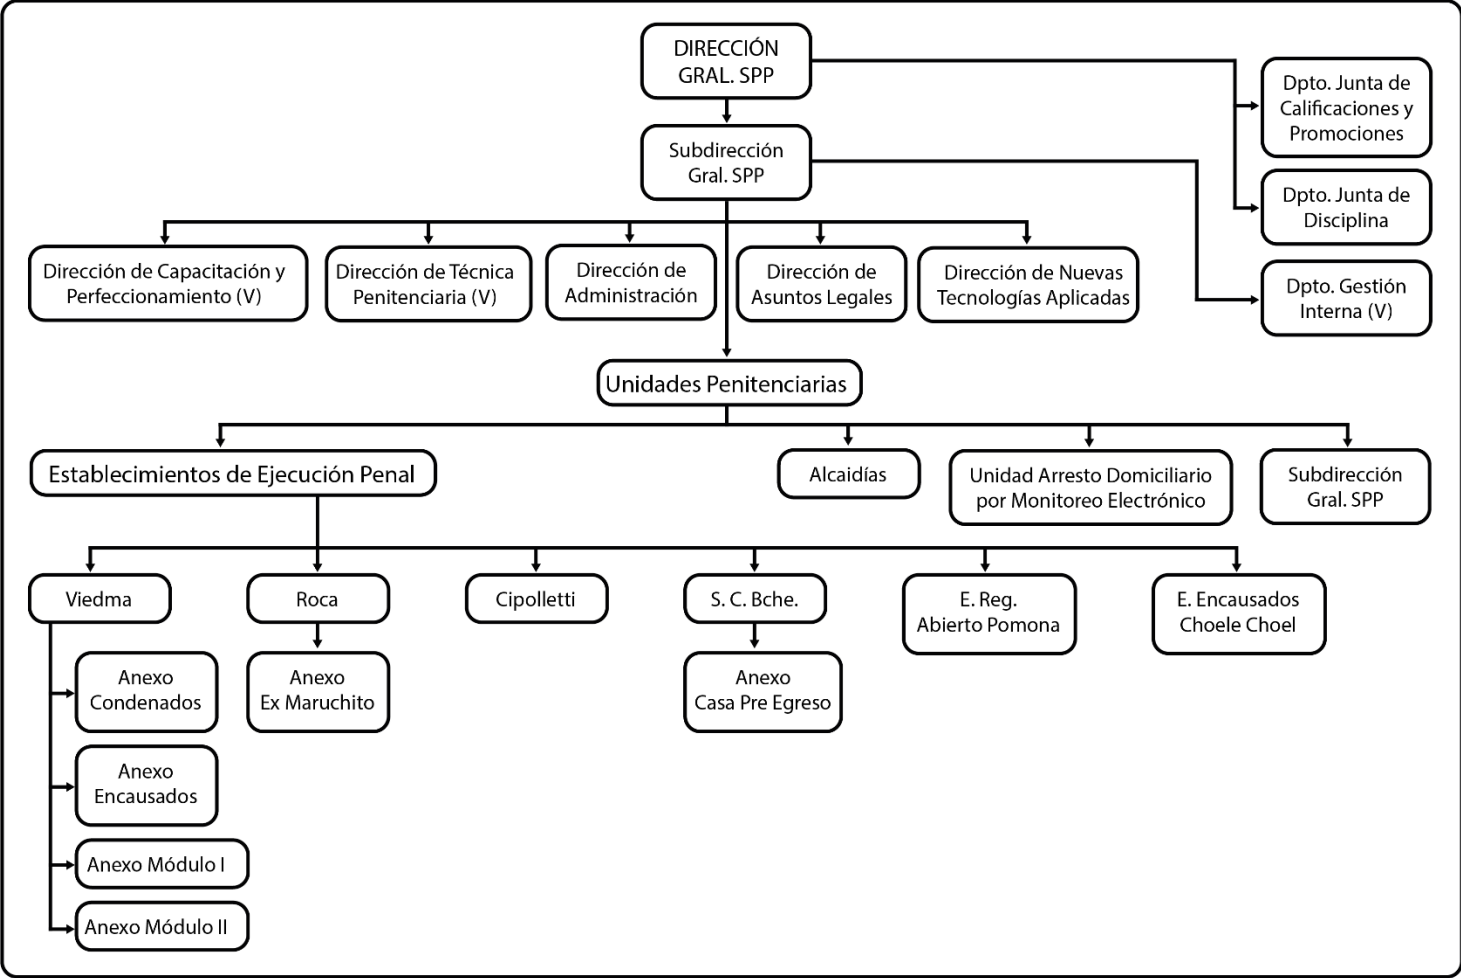 DIRECCIÓN
GRAL. SPP
Dpto. Junta de
Calificaciones y
Promociones
Subdirección
Gral. SPP
Dpto. Junta de
Disciplina
Dirección de Capacitación y
Perfeccionamiento (V)
Dirección de Técnica
Penitenciaria (V)
Dirección de
Administración
Dirección de
Asuntos Legales
Dirección de Nuevas
Tecnologías Aplicadas
Dpto. Gestión
Interna (V)
Unidades Penitenciarias
Establecimientos de Ejecución Penal
Alcaidías
Unidad Arresto Domiciliario
por Monitoreo Electrónico
Subdirección
Gral. SPP
Viedma
Roca
Cipolletti
S. C. Bche.
E. Reg.
Abierto Pomona
E. Encausados
Choele Choel
Anexo
Condenados
Anexo
Ex Maruchito
Anexo
Casa Pre Egreso
Anexo
Encausados
Anexo Módulo I
Anexo Módulo II